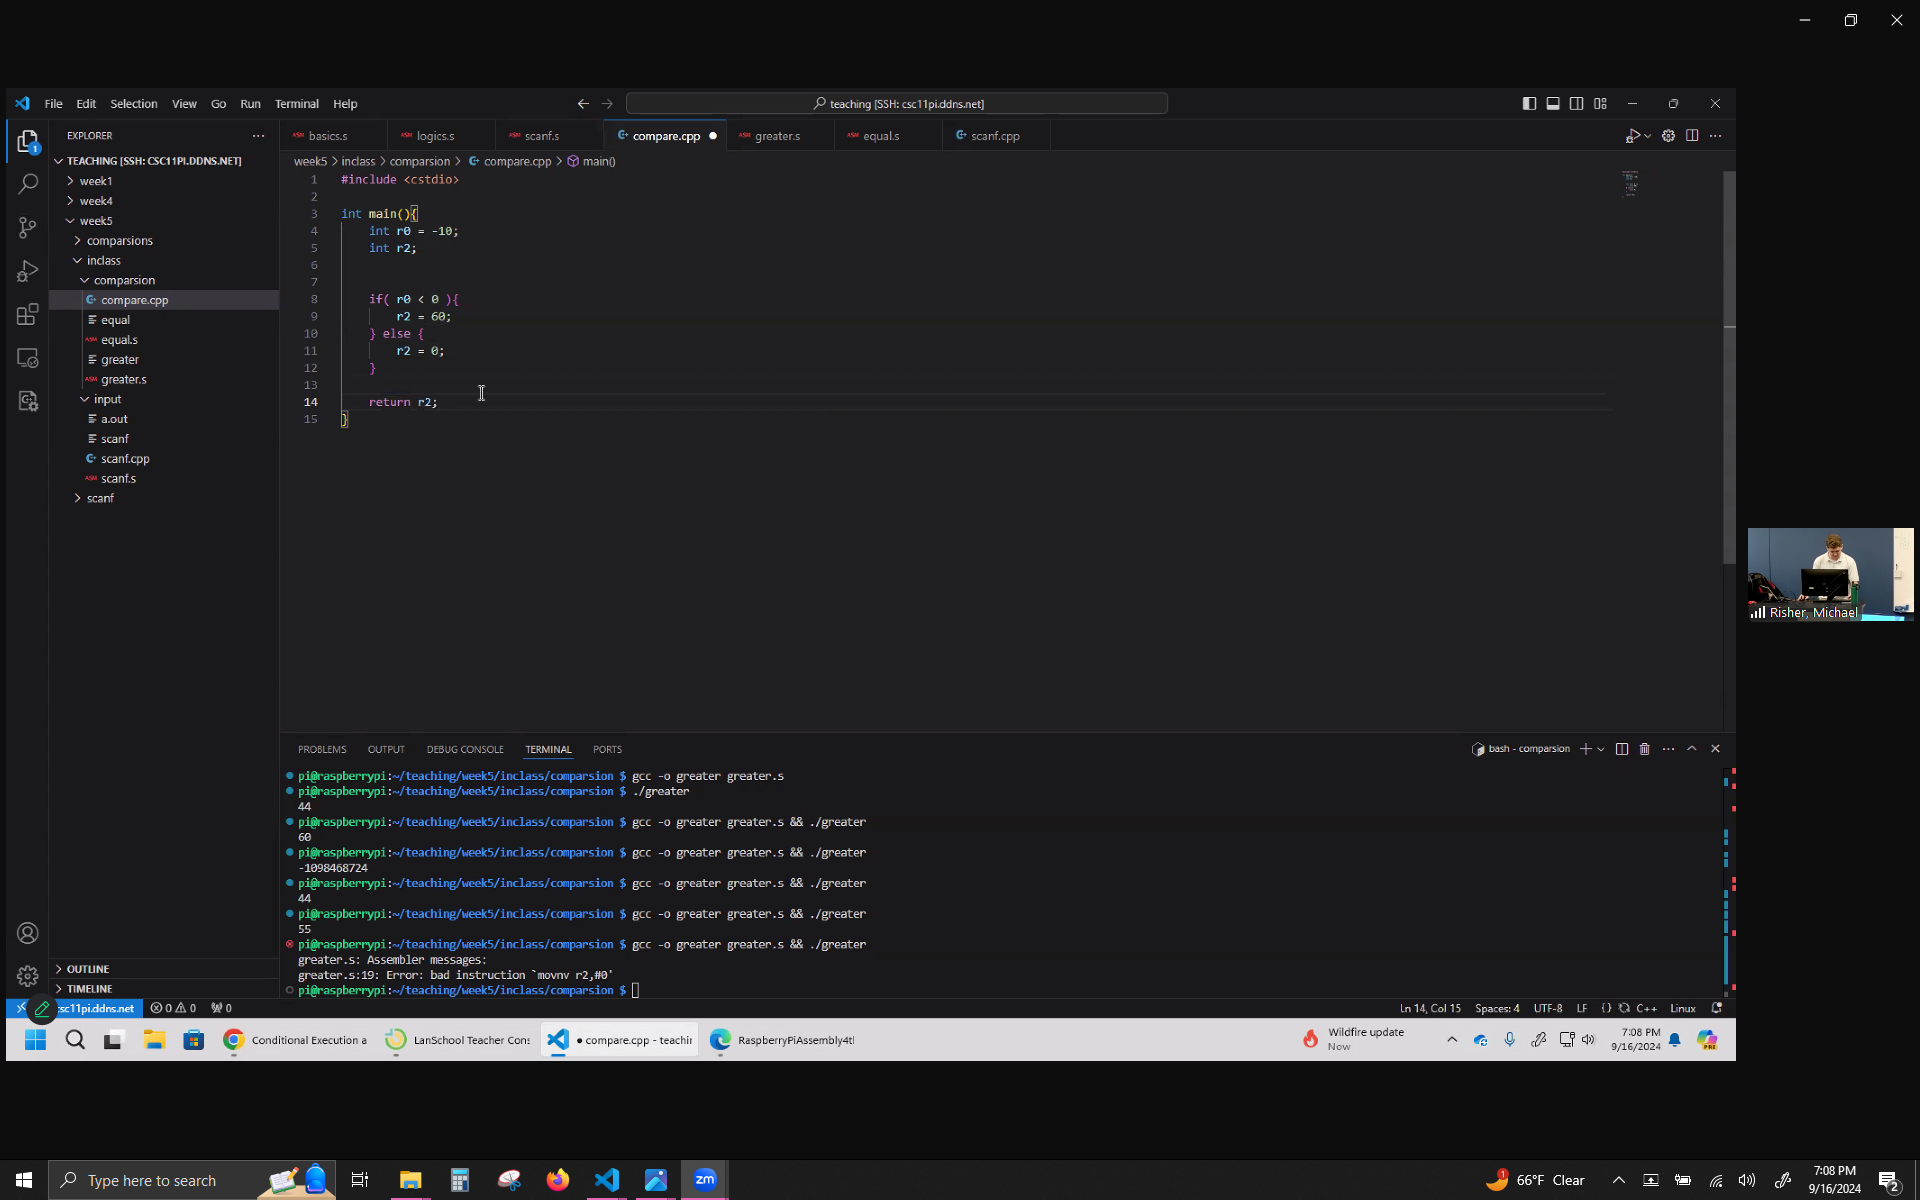 File Edit Selection View Go Run Terminal Help
teaching [SSH: csc11pi.ddns.net]
EXPLORER
basics.s
logics.s
scanf.s
compare.cpp
greater.s
equal.s
scanf.cpp
TEACHING [SSH: CSC11PI.DDNS.NET]
week1
week4
week5
comparsions
inclass
comparsion
compare.cpp
equal
equal.s
greater
greater.s
input
a.out
scanf
scanf.cpp
scanf.s
scanf
OUTLINE
TIMELINE
week5 > inclass > comparsion > compare.cpp > main()
1 #include <cstdio>
2
3 int main(){
4 int r0 = -10;
5 int r2;
6
7
8 if( r0 < 0 ){
9 r2 = 60;
10 } else {
11 r2 = 0;
12 }
13
14 return r2;
15 }
Risher, Michael
PROBLEMS OUTPUT DEBUG CONSOLE TERMINAL PORTS
bash - comparsion
pi@raspberrypi:~/teaching/week5/inclass/comparsion $ gcc -o greater greater.s
pi@raspberrypi:~/teaching/week5/inclass/comparsion $ ./greater
44
pi@raspberrypi:~/teaching/week5/inclass/comparsion $ gcc -o greater greater.s && ./greater
60
pi@raspberrypi:~/teaching/week5/inclass/comparsion $ gcc -o greater greater.s && ./greater
-1098468724
pi@raspberrypi:~/teaching/week5/inclass/comparsion $ gcc -o greater greater.s && ./greater
44
pi@raspberrypi:~/teaching/week5/inclass/comparsion $ gcc -o greater greater.s && ./greater
55
pi@raspberrypi:~/teaching/week5/inclass/comparsion $ gcc -o greater greater.s && ./greater
greater.s: Assembler messages:
greater.s:19: Error: bad instruction `movnv r2,#0'
pi@raspberrypi:~/teaching/week5/inclass/comparsion $
csc11pi.ddns.net 0 0 0
Ln 14, Col 15 Spaces: 4 UTF-8 LF {} C++ Linux
Conditional Execution a
LanSchool Teacher Cons
compare.cpp - teachin
RaspberryPiAssembly4tl
Wildfire update
Now
7:08 PM
9/16/2024
Type here to search
zm
1
66°F Clear
7:08 PM
9/16/2024
2